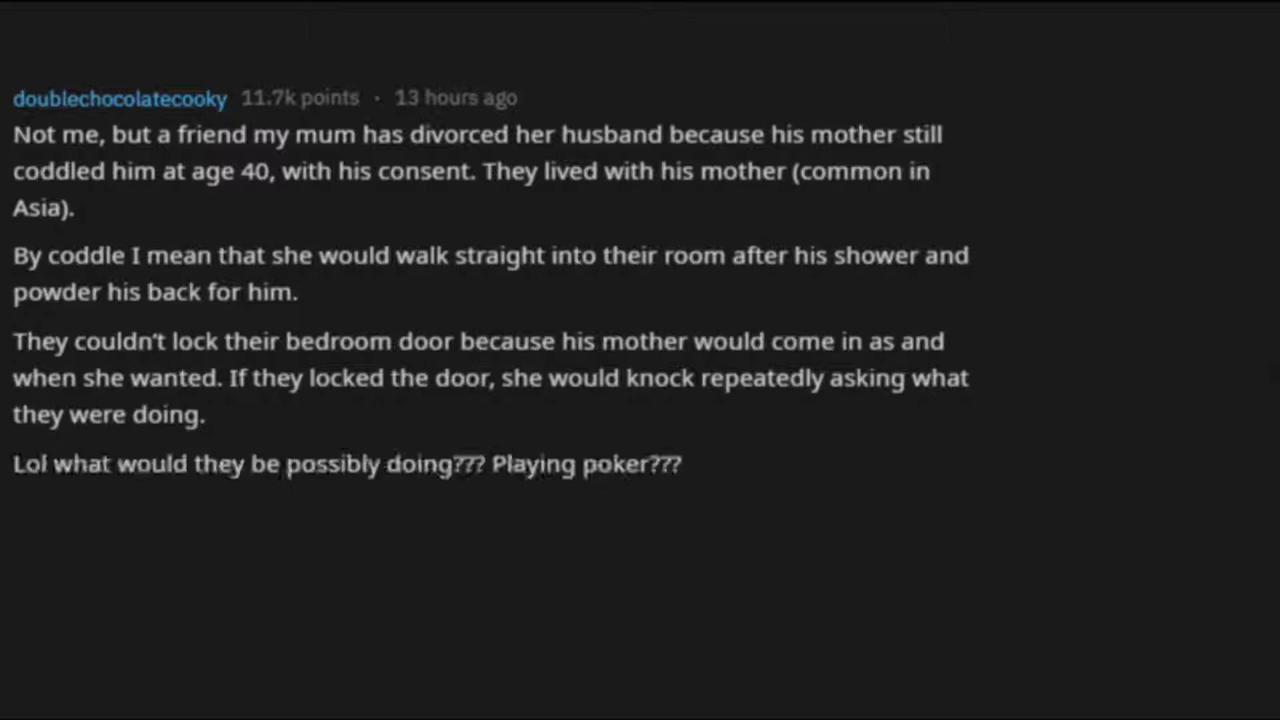 doublechocolatecooky 11.7k points · 13 hours ago
Not me, but a friend my mum has divorced her husband because his mother still
coddled him at age 40, with his consent. They lived with his mother (common in
Asia).
By coddle I mean that she would walk straight into their room after his shower and
powder his back for him.
They couldn't lock their bedroom door because his mother would come in as and
when she wanted. If they locked the door, she would knock repeatedly asking what
they were doing.
Lol what would they be possibly doing??? Playing poker???